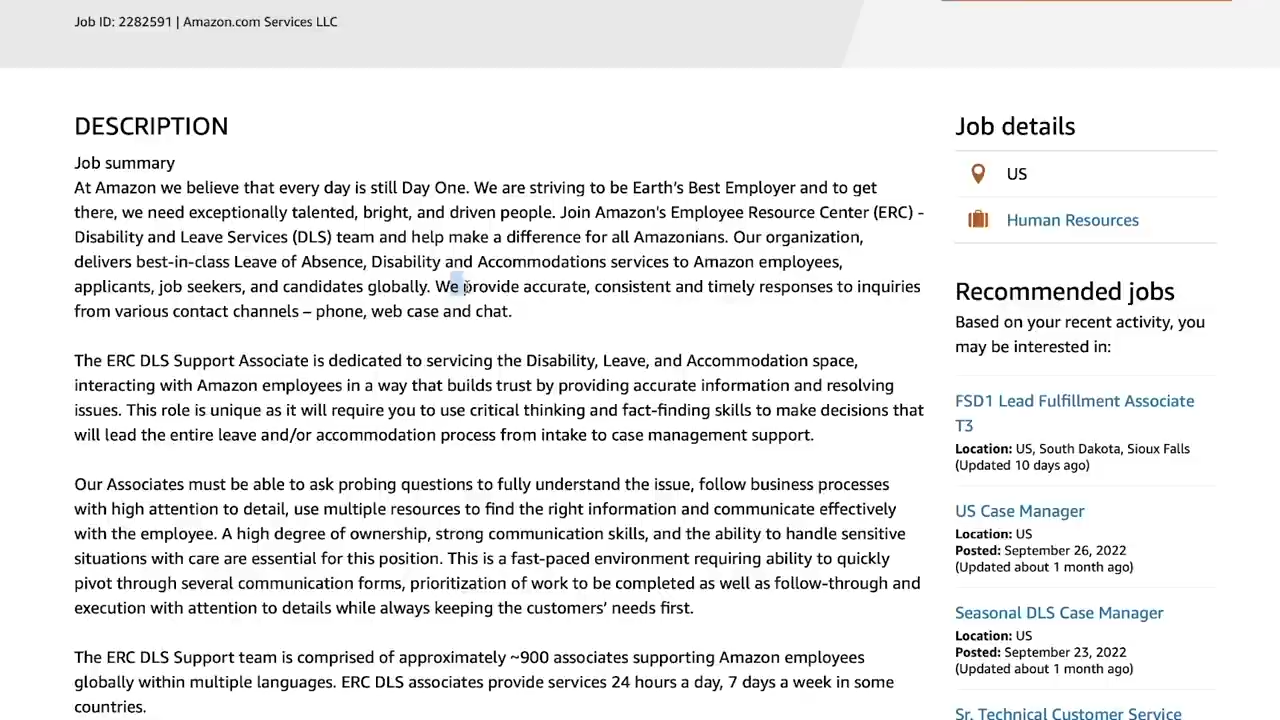 Job ID: 2282591 | Amazon.com Services LLC
DESCRIPTION
Job summary
At Amazon we believe that every day is still Day One. We are striving to be Earth's Best Employer and to get
there, we need exceptionally talented, bright, and driven people. Join Amazon's Employee Resource Center (ERC) -
Disability and Leave Services (DLS) team and help make a difference for all Amazonians. Our organization,
delivers best-in-class Leave of Absence, Disability and Accommodations services to Amazon employees,
applicants, job seekers, and candidates globally. We provide accurate, consistent and timely responses to inquiries
from various contact channels – phone, web case and chat.
The ERC DLS Support Associate is dedicated to servicing the Disability, Leave, and Accommodation space,
interacting with Amazon employees in a way that builds trust by providing accurate information and resolving
issues. This role is unique as it will require you to use critical thinking and fact-finding skills to make decisions that
will lead the entire leave and/or accommodation process from intake to case management support.
Our Associates must be able to ask probing questions to fully understand the issue, follow business processes
with high attention to detail, use multiple resources to find the right information and communicate effectively
with the employee. A high degree of ownership, strong communication skills, and the ability to handle sensitive
situations with care are essential for this position. This is a fast-paced environment requiring ability to quickly
pivot through several communication forms, prioritization of work to be completed as well as follow-through and
execution with attention to details while always keeping the customers' needs first.
The ERC DLS Support team is comprised of approximately ~900 associates supporting Amazon employees
globally within multiple languages. ERC DLS associates provide services 24 hours a day, 7 days a week in some
countries.
Job details
US
Human Resources
Recommended jobs
Based on your recent activity, you
may be interested in:
FSD1 Lead Fulfillment Associate
T3
Location: US, South Dakota, Sioux Falls
(Updated 10 days ago)
US Case Manager
Location: US
Posted: September 26, 2022
(Updated about 1 month ago)
Seasonal DLS Case Manager
Location: US
Posted: September 23, 2022
(Updated about 1 month ago)
Sr. Technical Customer Service